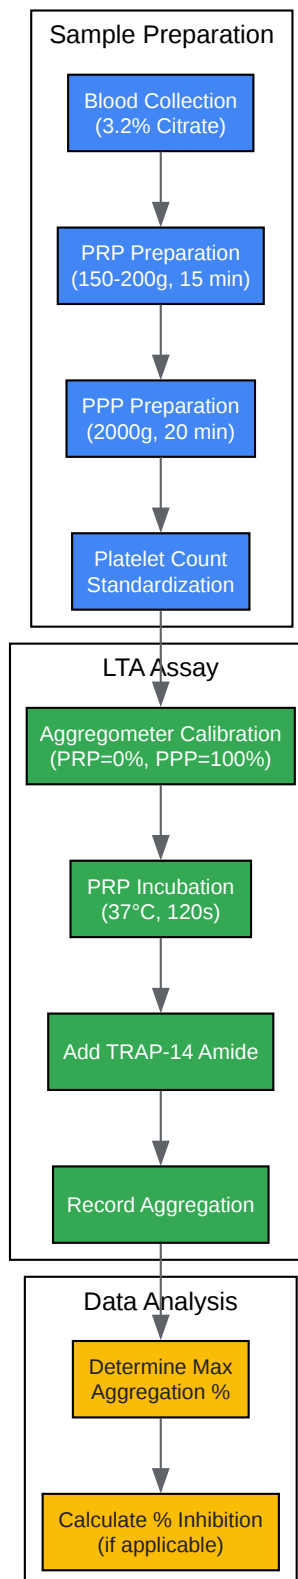 Sample Preparation
Blood Collection
(3.2% Citrate)
PRP Preparation
(150-200g, 15 min)
PPP Preparation
(2000g, 20 min)
Platelet Count
Standardization
LTA Assay
Aggregometer Calibration
(PRP=0%, PPP=100%)
PRP Incubation
(37°C, 120s)
Add TRAP-14 Amide
Record Aggregation
Data Analysis
Determine Max
Aggregation %
Calculate % Inhibition
(if applicable)